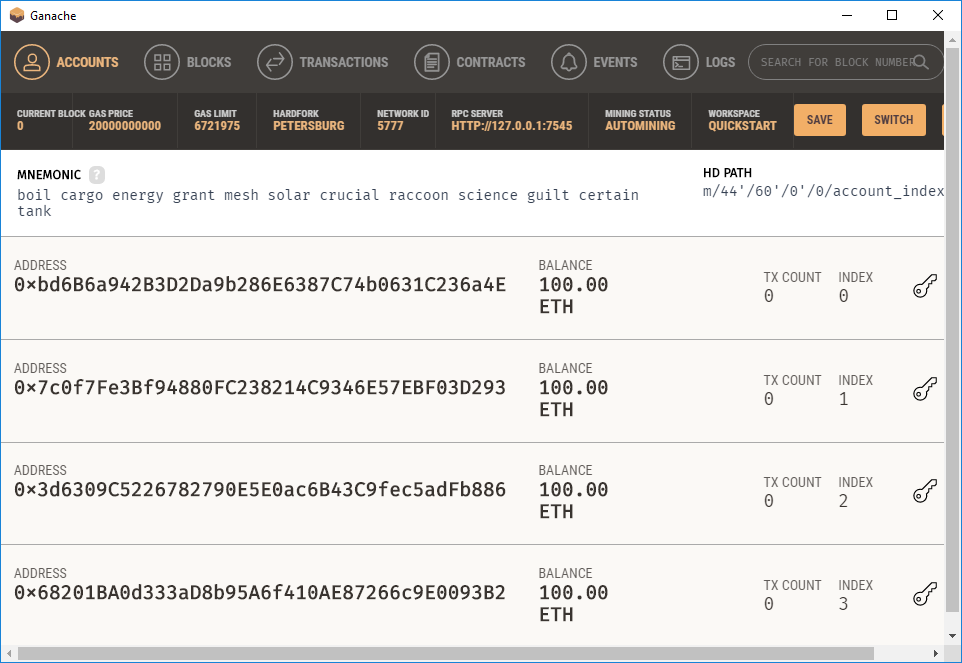 Ganache
ACCOUNTS BLOCKS TRANSACTIONS CONTRACTS EVENTS LOGS SEARCH FOR BLOCK NUMBER
CURRENT BLOCK GAS PRICE GAS LIMIT HARDFORK NETWORK ID RPC SERVER MINING STATUS WORKSPACE
0 20000000000 6721975 PETERSBURG 5777 HTTP://127.0.0.1:7545 AUTOMINING QUICKSTART SAVE SWITCH
MNEMONIC ? HD PATH
boil cargo energy grant mesh solar crucial raccoon science guilt certain m/44'/60'/0'/0/account_index
tank
ADDRESS BALANCE TX COUNT INDEX
0×bd6B6a942B3D2Da9b286E6387C74b0631C236a4E 100.00 0 0
ETH
ADDRESS BALANCE TX COUNT INDEX
0×7c0f7Fe3Bf94880FC238214C9346E57EBF03D293 100.00 0 1
ETH
ADDRESS BALANCE TX COUNT INDEX
0×3d6309C5226782790E5E0ac6B43C9fec5adFb886 100.00 0 2
ETH
ADDRESS BALANCE TX COUNT INDEX
0×68201BA0d333aD8b95A6f410AE87266c9E0093B2 100.00 0 3
ETH